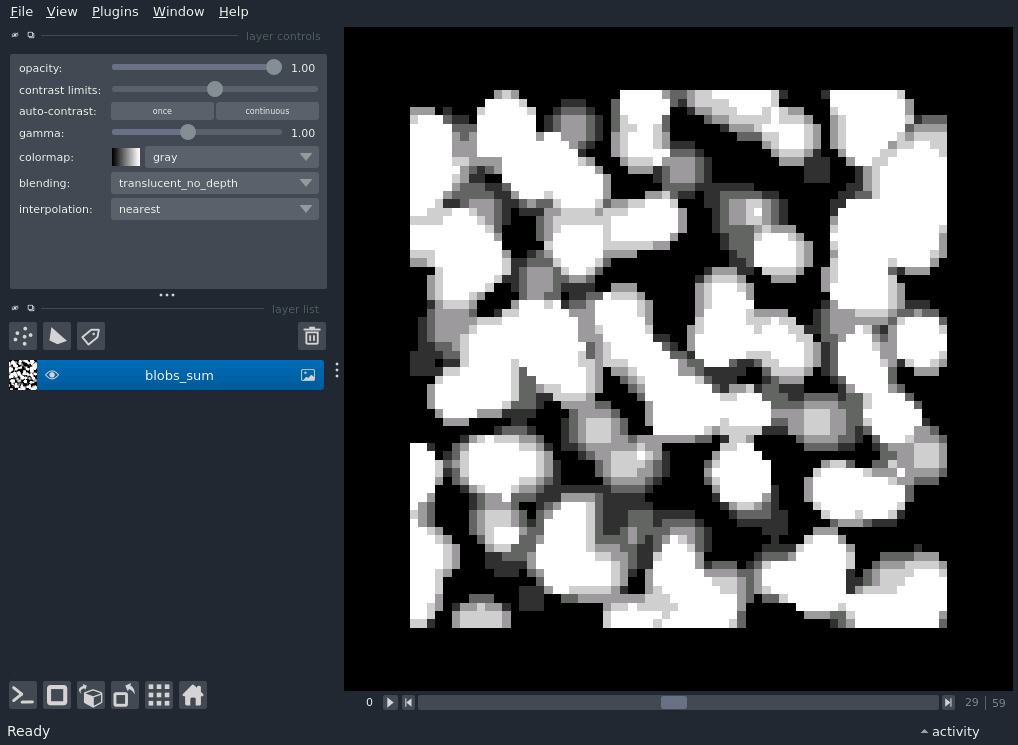 File View Plugins Window Help
layer controls
opacity: 1.00
contrast limits:
auto-contrast: once continuous
gamma: 1.00
colormap: gray
blending: translucent_no_depth
interpolation: nearest
layer list
blobs_sum
0 29 59
Ready activity